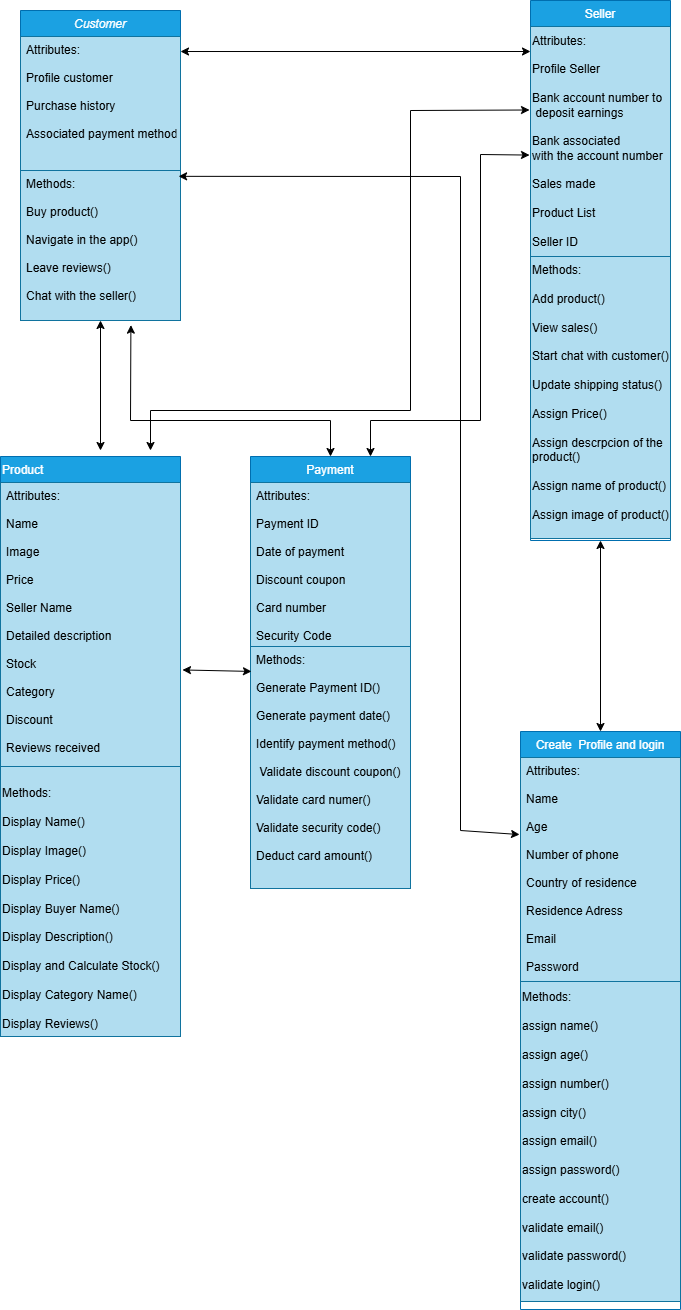 Customer
Attributes:
Profile customer
Purchase history
Associated payment method
Methods:
Buy product()
Navigate in the app()
Leave reviews()
Chat with the seller()
Seller
Attributes:
Profile Seller
Bank account number to
deposit earnings
Bank associated
with the account number
Sales made
Product List
Seller ID
Methods:
Add product()
View sales()
Start chat with customer()
Update shipping status()
Assign Price()
Assign descrpcion of the
product()
Assign name of product()
Assign image of product()
Product
Attributes:
Name
Image
Price
Seller Name
Detailed description
Stock
Category
Discount
Reviews received
Methods:
Display Name()
Display Image()
Display Price()
Display Buyer Name()
Display Description()
Display and Calculate Stock()
Display Category Name()
Display Reviews()
Payment
Attributes:
Payment ID
Date of payment
Discount coupon
Card number
Security Code
Methods:
Generate Payment ID()
Generate payment date()
Identify payment method()
Validate discount coupon()
Validate card numer()
Validate security code()
Deduct card amount()
Create Profile and login
Attributes:
Name
Age
Number of phone
Country of residence
Residence Adress
Email
Password
Methods:
assign name()
assign age()
assign number()
assign city()
assign email()
assign password()
create account()
validate email()
validate password()
validate login()